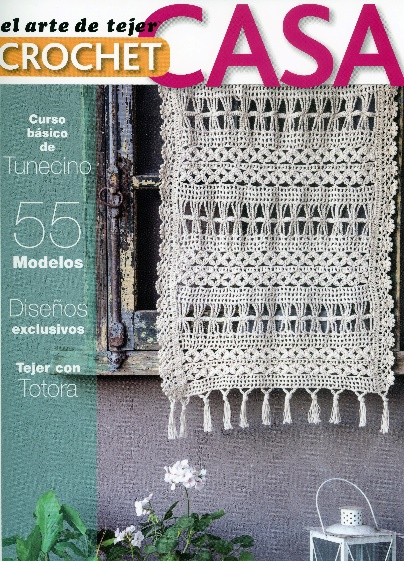 el arte de tejer
CROCHET
CASA
Curso
básico
de
Tunecino
55
Modelos
Diseños
exclusivos
Tejer con
Totora